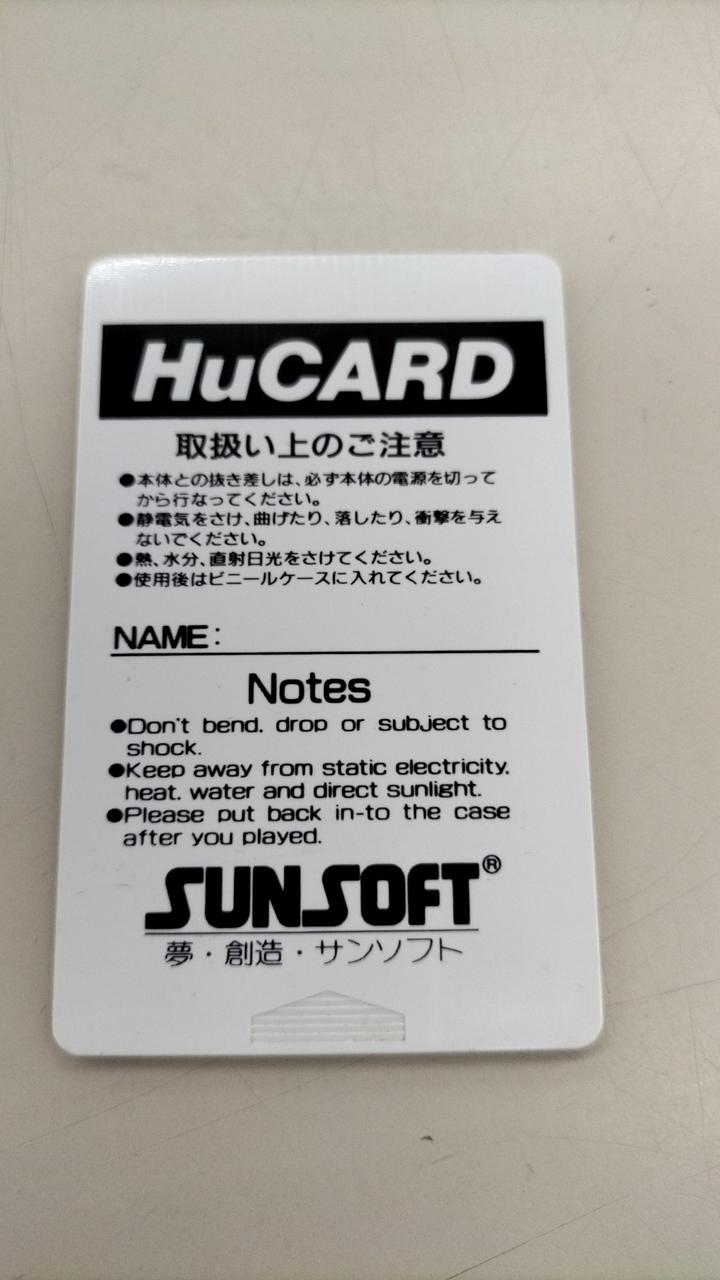 HuCARD
取扱い上のご注意
●本体との抜き差しは、必ず本体の電源を切って
から行なってください。
●静電気をさけ、曲げたり、落したり、衝撃を与え
ないでください。
●熱、水分、直射日光をさけてください。
●使用後はビニールケースに入れてください。
NAME:
Notes
●Don't bend. drop or subject to
shock.
●Keep away from static electricity.
heat. water and direct sunlight.
●Please put back in-to the case
after you played.
SUNSOFT®
夢・創造・サンソフト